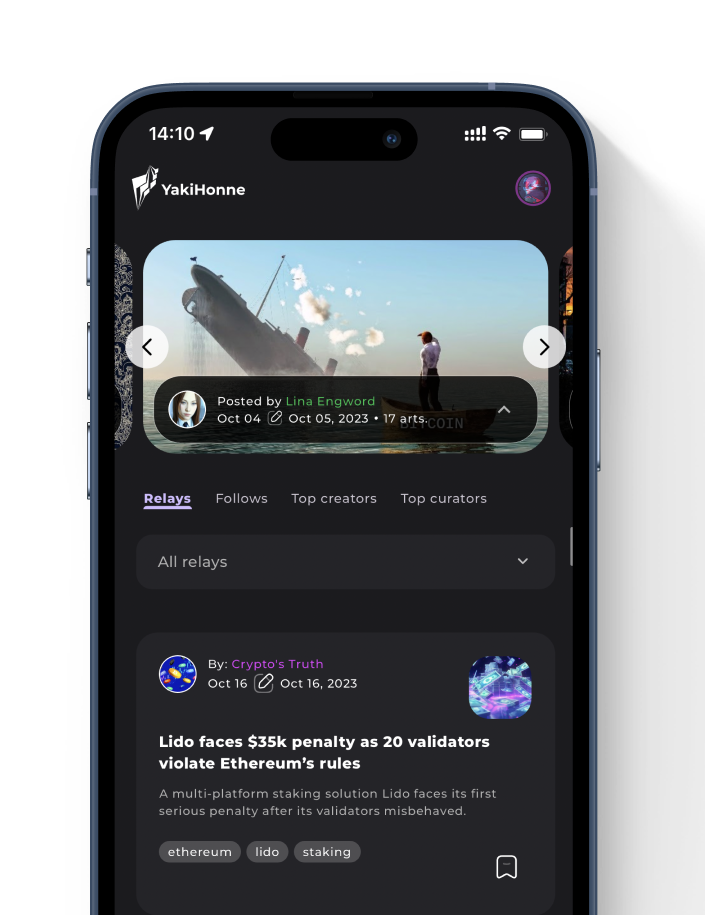 14:10
YakiHonne
Posted by Lina Engword
Oct 04 Oct 05, 2023 • 17 arts.
BITCOIN
Relays Follows Top creators Top curators
All relays
By: Crypto's Truth
Oct 16 Oct 16, 2023
Lido faces $35k penalty as 20 validators
violate Ethereum’s rules
A multi-platform staking solution Lido faces its first
serious penalty after its validators misbehaved.
ethereum lido staking